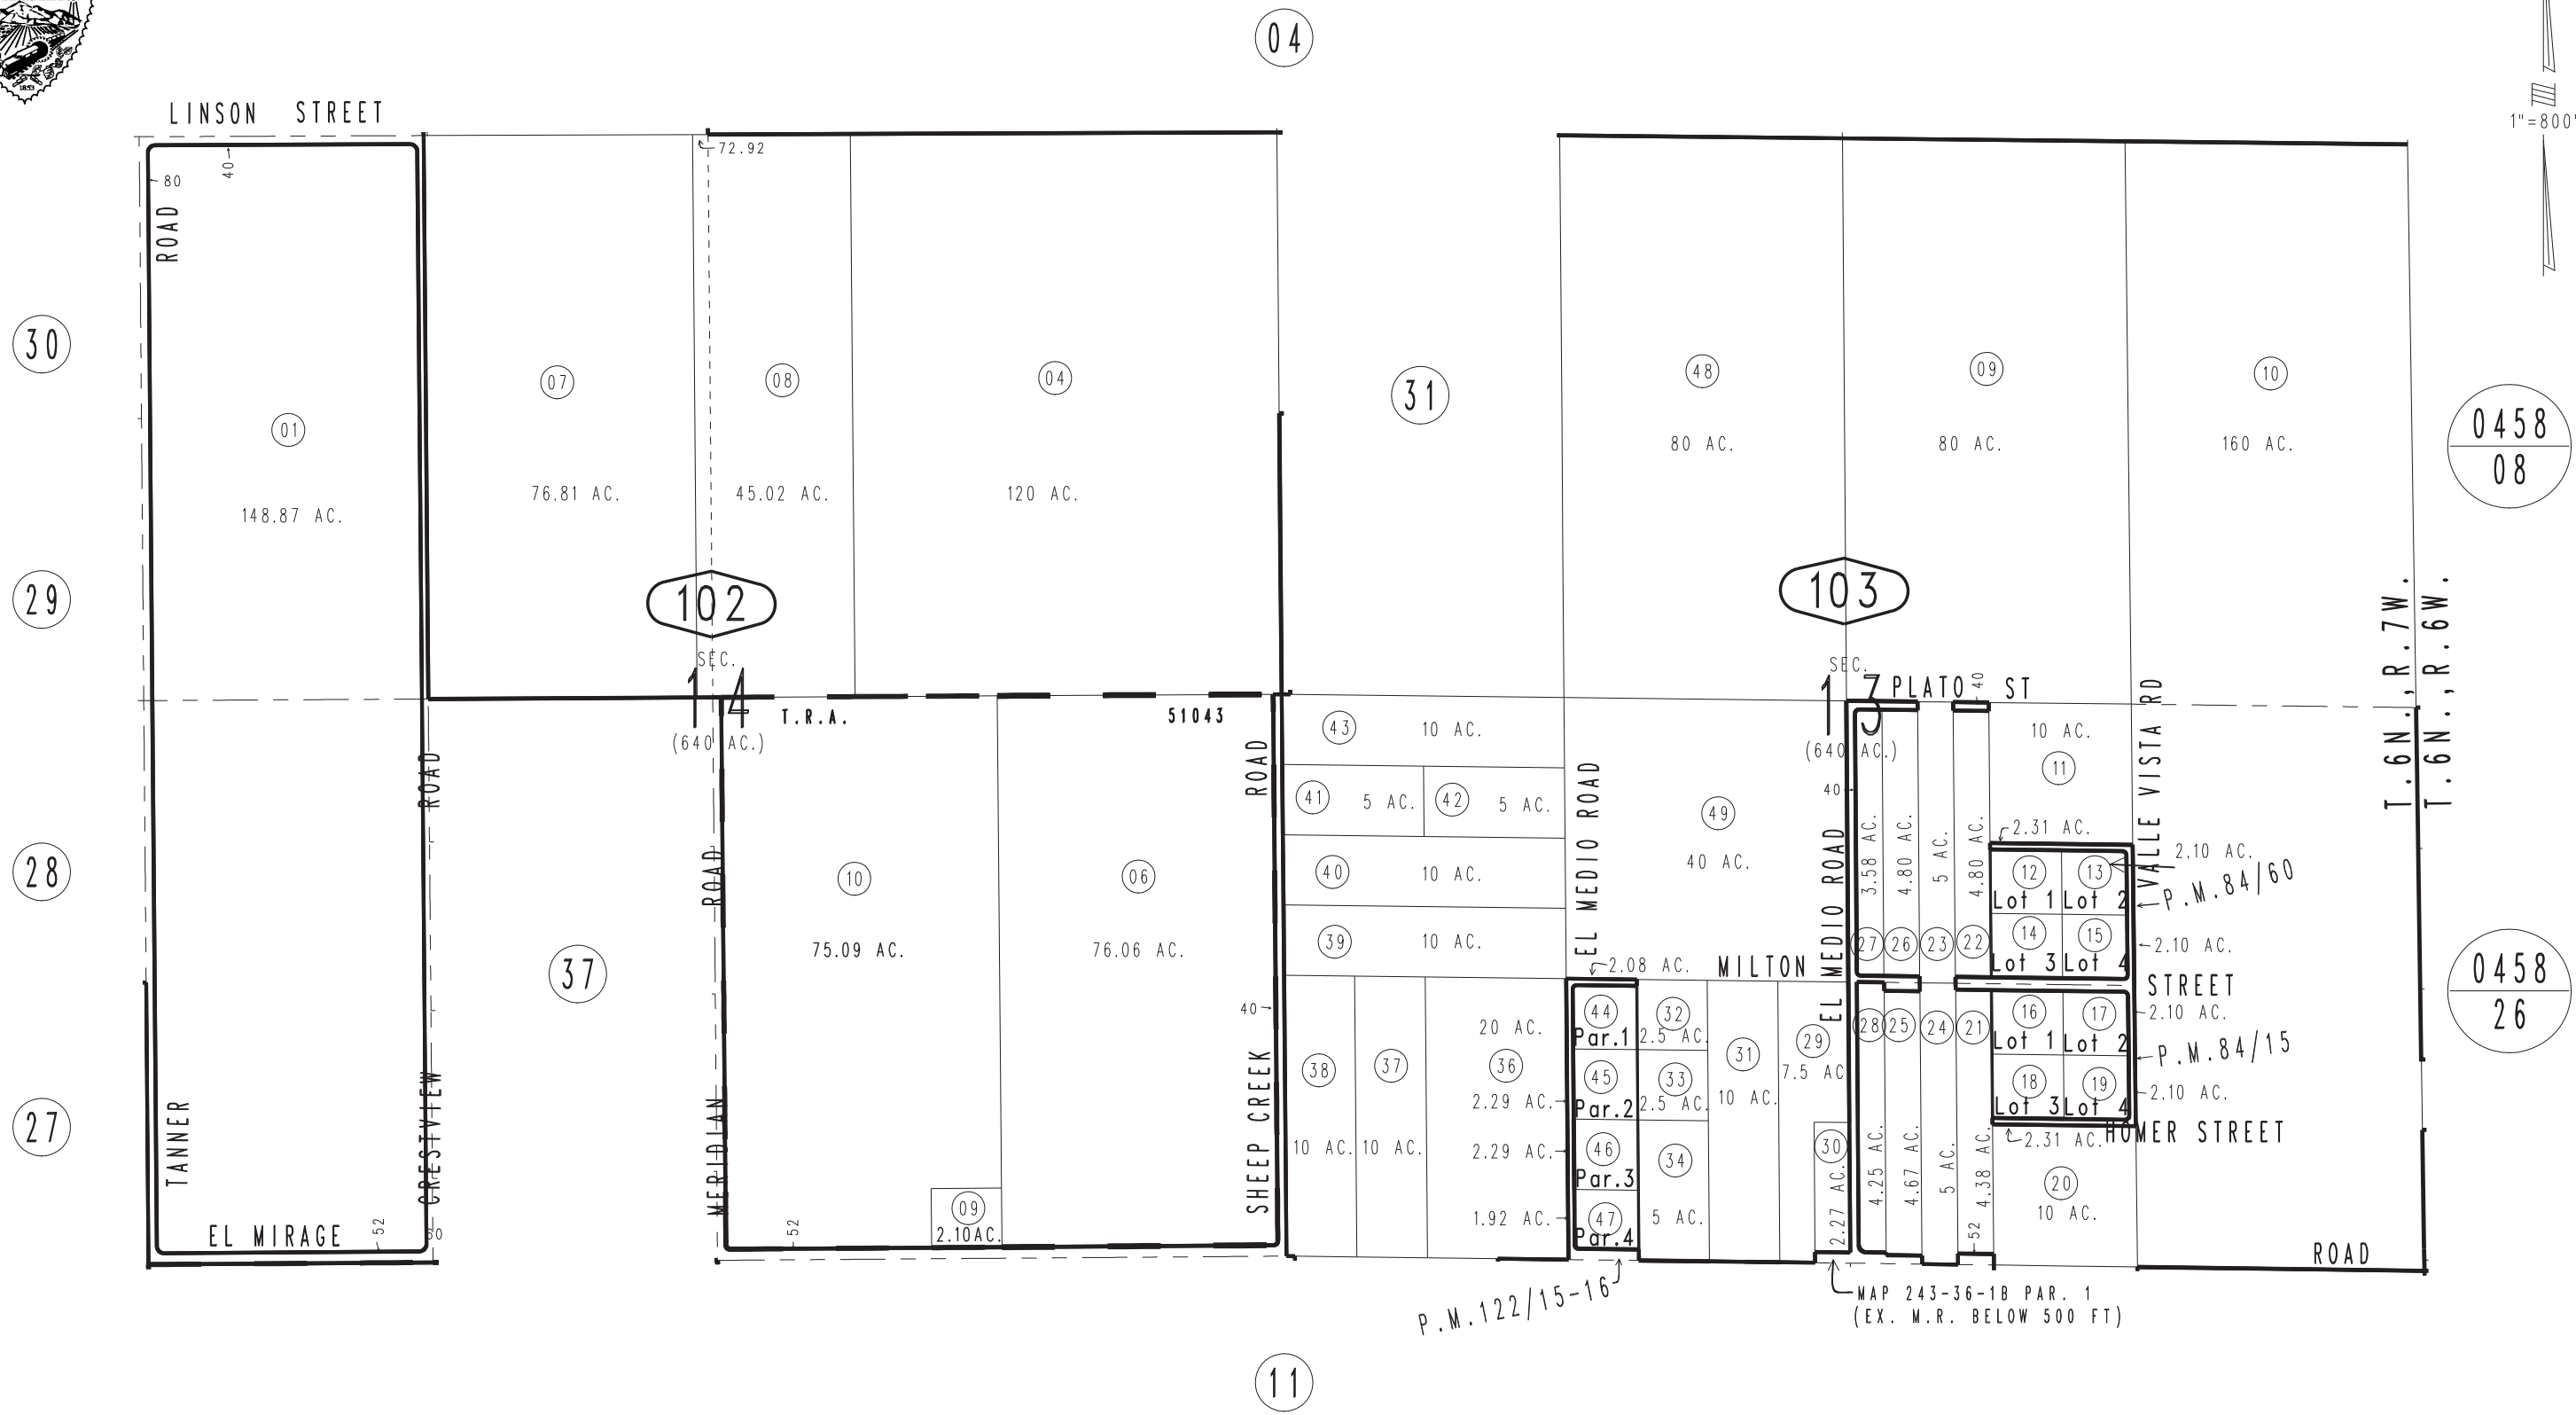 04
1853
1"=800'
LINSON STREET
72.92
80
40
ROAD
30
07
08
04
31
48
09
10
01
0458
08
80 AC.
80 AC.
160 AC.
76.81 AC.
45.02 AC.
120 AC.
148.87 AC.
29
102
103
T.6N.,R.7W.
T.6N.,R.6W.
SEC.
14
(640 AC.)
T.R.A.
51043
SEC.
13
(640 AC.)
PLATO ST
40
43
10 AC.
10 AC.
11
VALLE VISTA RD
ROAD
ROAD
41
5 AC.
42
5 AC.
EL MEDIO ROAD
49
40 AC.
40
EL MEDIO ROAD
3.58 AC.
4.80 AC.
5 AC.
4.80 AC.
2.31 AC.
2.10 AC.
P.M.84/60
28
ROAD
10
75.09 AC.
06
76.06 AC.
40
10 AC.
39
10 AC.
12
13
Lot 1
Lot 2
14
15
Lot 3
Lot 4
2.10 AC.
27
26
23
22
37
2.08 AC.
MILTON
STREET
0458
26
40
20 AC.
44
Par.1
32
2.5 AC.
31
10 AC.
29
7.5 AC
28
25
24
21
16
17
Lot 1
Lot 2
2.10 AC.
P.M.84/15
38
37
36
2.29 AC.
45
Par.2
33
2.5 AC.
18
19
Lot 3
Lot 4
2.10 AC.
27
TANNER
CRESTVIEW
MERIDIAN
SHEEP CREEK
10 AC.
10 AC.
2.29 AC.
46
Par.3
34
5 AC.
30
2.27 AC.
4.25 AC.
4.67 AC.
5 AC.
4.38 AC.
2.31 AC.
HOMER STREET
20
10 AC.
09
2.10AC.
1.92 AC.
47
Par.4
52
EL MIRAGE
52
52
ROAD
P.M.122/15-16
MAP 243-36-1B PAR. 1
(EX. M.R. BELOW 500 FT)
11